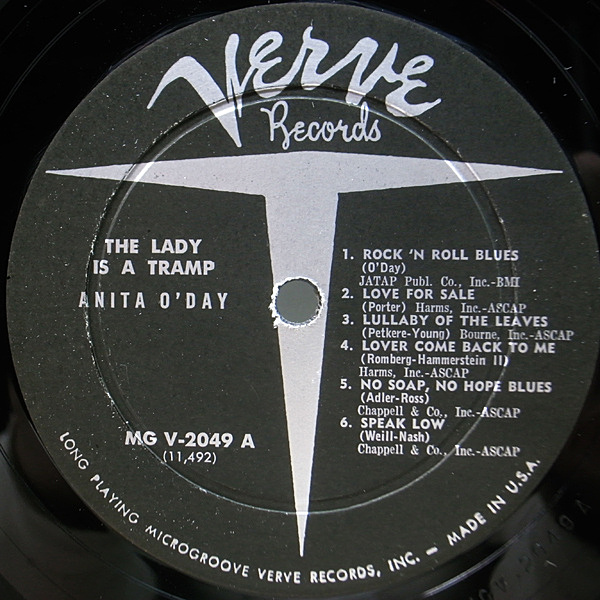 Verve
Records
THE LADY
IS A TRAMP
ANITA O'DAY
1. ROCK 'N ROLL BLUES
(O'Day)
JATAP Publ. Co., Inc.-BMI
2. LOVE FOR SALE
(Porter) Harms, Inc.-ASCAP
3. LULLABY OF THE LEAVES
(Petkere-Young) Bourne, Inc.-ASCAP
4. LOVER COME BACK TO ME
(Romberg-Hammerstein II)
Harms, Inc.-ASCAP
5. NO SOAP, NO HOPE BLUES
(Adler-Ross)
Chappell & Co., Inc.-ASCAP
6. SPEAK LOW
(Weill-Nash)
Chappell & Co., Inc.-ASCAP
MG V-2049 A
(11,492)
LONG PLAYING MICROGROOVE VERVE RECORDS, INC. — MADE IN U.S.A.